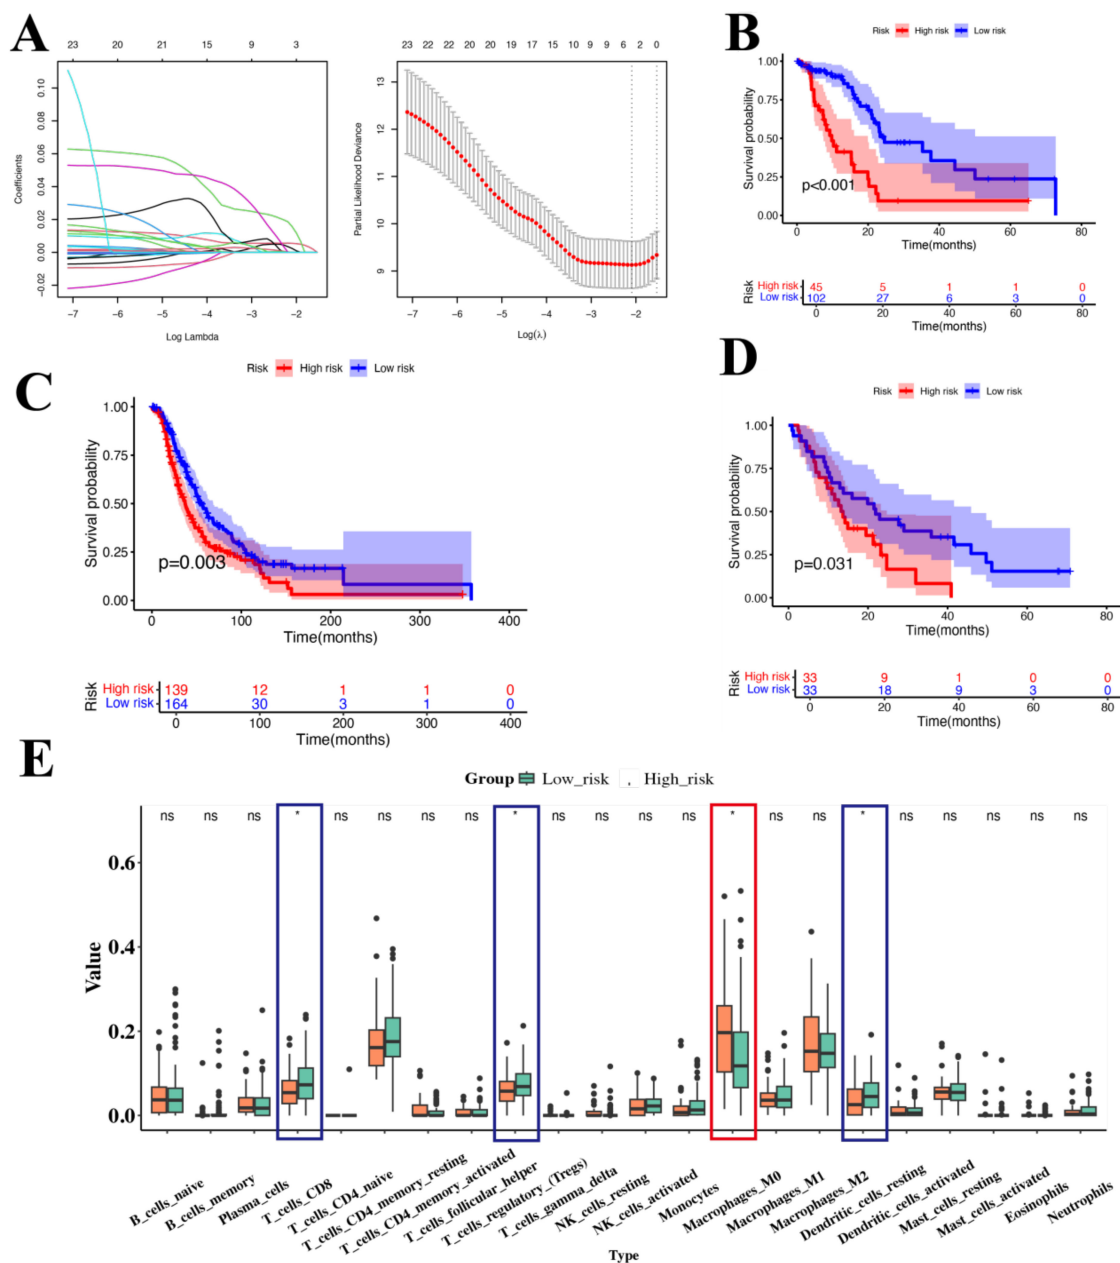 A
23 20 21 15 9 3
0.10
0.08
0.06
0.04
0.02
0.00
−0.02
Coefficients
−7 −6 −5 −4 −3 −2
Log Lambda
23 22 22 20 20 19 17 15 10 9 9 6 2 0
13
12
11
10
9
Partial Likelihood Deviance
−7 −6 −5 −4 −3 −2
Log(λ)
B
Risk High risk Low risk
1.00
0.75
0.50
0.25
0.00
Survival probability
p<0.001
0 20 40 60 80
Time(months)
Risk
High risk 45 5 1 1 0
Low risk 102 27 6 3 0
0 20 40 60 80
Time(months)
C
Risk High risk Low risk
1.00
0.75
0.50
0.25
0.00
Survival probability
p=0.003
0 100 200 300 400
Time(months)
Risk
High risk 139 12 1 1 0
Low risk 164 30 3 1 0
0 100 200 300 400
Time(months)
D
Risk High risk Low risk
1.00
0.75
0.50
0.25
0.00
Survival probability
p=0.031
0 20 40 60 80
Time(months)
Risk
High risk 33 9 1 0 0
Low risk 33 18 9 3 0
0 20 40 60 80
Time(months)
E
Group Low_risk High_risk
ns ns ns * ns ns ns ns * ns ns ns ns * ns ns * ns ns ns ns ns
0.6
0.4
0.2
0.0
Value
B_cells_naive
B_cells_memory
Plasma_cells
T_cells_CD8
T_cells_CD4_naive
T_cells_CD4_memory_resting
T_cells_CD4_memory_activated
T_cells_follicular_helper
T_cells_regulatory_(Tregs)
T_cells_gamma_delta
NK_cells_resting
NK_cells_activated
Monocytes
Macrophages_M0
Macrophages_M1
Macrophages_M2
Dendritic_cells_resting
Dendritic_cells_activated
Mast_cells_resting
Mast_cells_activated
Eosinophils
Neutrophils
Type